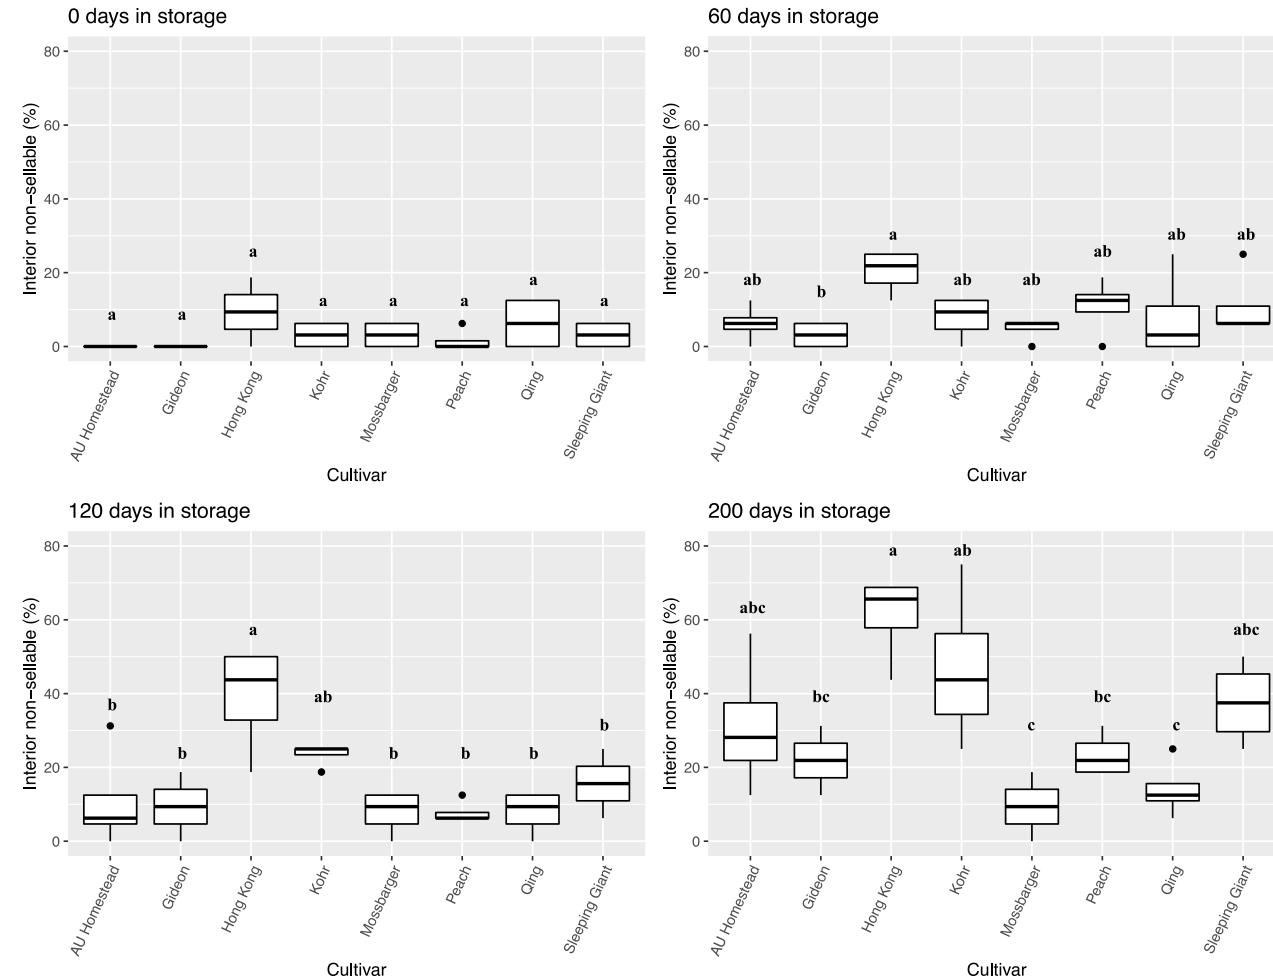 0 days in storage
Interior non−sellable (%)
80
60
40
20
0
a a a a a a a a
AU Homestead
Gideon
Hong Kong
Kohr
Mossbarger
Peach
Qing
Sleeping Giant
Cultivar
60 days in storage
Interior non−sellable (%)
80
60
40
20
0
ab b a ab ab ab ab ab
AU Homestead
Gideon
Hong Kong
Kohr
Mossbarger
Peach
Qing
Sleeping Giant
Cultivar
120 days in storage
Interior non−sellable (%)
80
60
40
20
0
b b a ab b b b b
AU Homestead
Gideon
Hong Kong
Kohr
Mossbarger
Peach
Qing
Sleeping Giant
Cultivar
200 days in storage
Interior non−sellable (%)
80
60
40
20
0
abc bc a ab c bc c abc
AU Homestead
Gideon
Hong Kong
Kohr
Mossbarger
Peach
Qing
Sleeping Giant
Cultivar